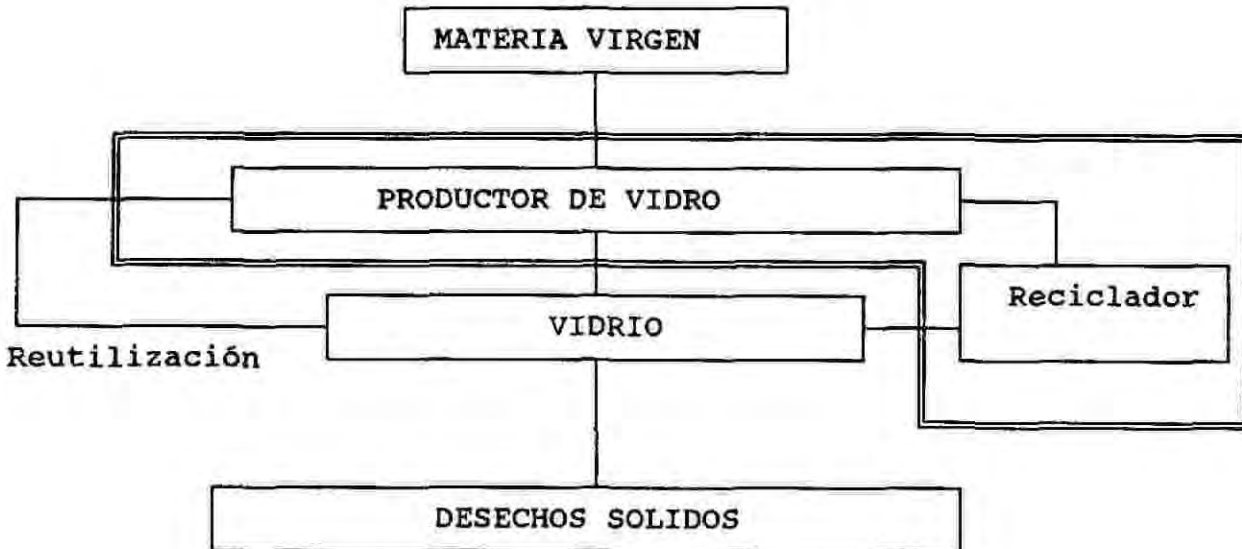 MATERIA VIRGEN
PRODUCTOR DE VIDRO
Reciclador
VIDRIO
Reutilización
DESECHOS SOLIDOS